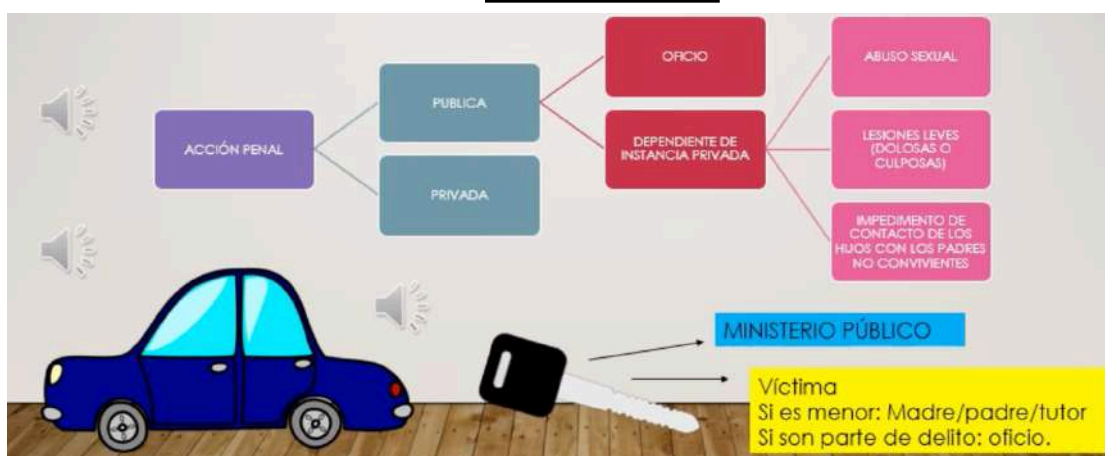 ACCIÓN PENAL
PUBLICA
PRIVADA
OFICIO
DEPENDIENTE DE
INSTANCIA PRIVADA
ABUSO SEXUAL
LESIONES LEVES
(DOLOSAS O
CULPOSAS)
IMPEDIMENTO DE
CONTACTO DE LOS
HIJOS CON LOS PADRES
NO CONVIVIENTES
MINISTERIO PÚBLICO
Víctima
Si es menor: Madre/padre/tutor
Si son parte de delito: oficio.